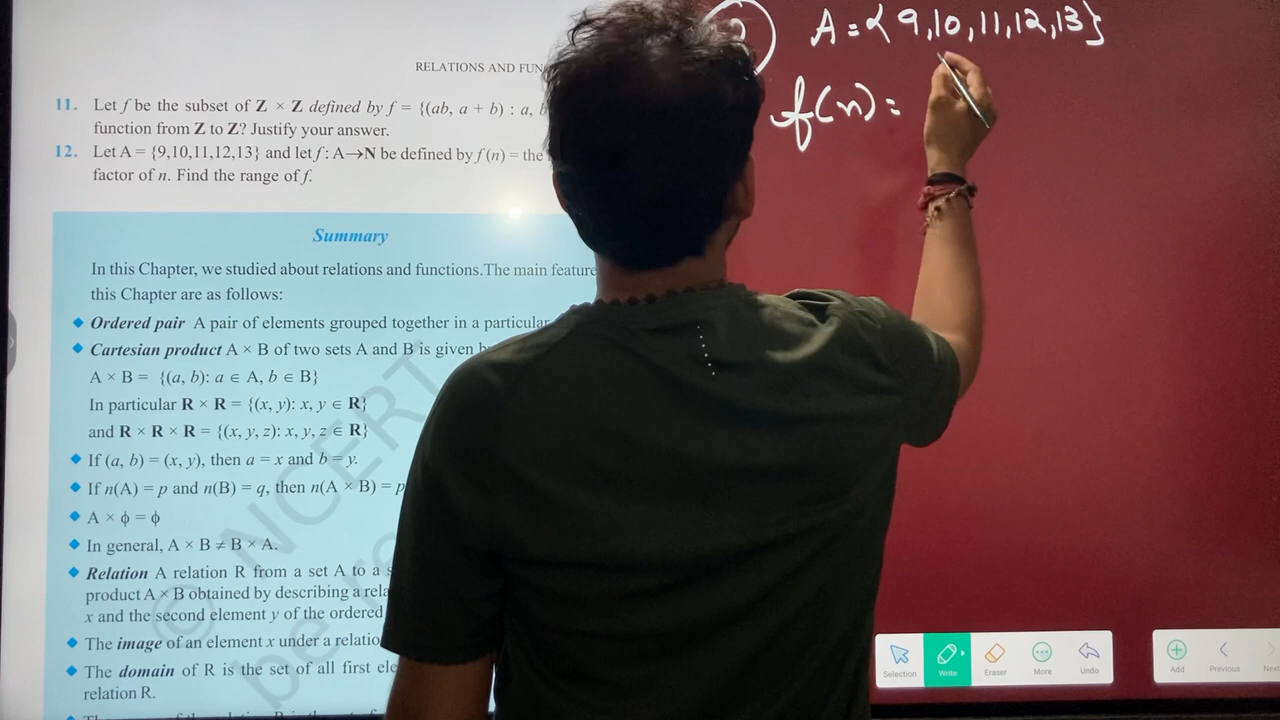 RELATIONS AND FUN
11. Let f be the subset of Z × Z defined by f = {(ab, a + b) : a, b
function from Z to Z? Justify your answer.
12. Let A = {9,10,11,12,13} and let f : A→N be defined by f (n) = the
factor of n. Find the range of f.
Summary
In this Chapter, we studied about relations and functions.The main feature
this Chapter are as follows:
◆ Ordered pair A pair of elements grouped together in a particular
◆ Cartesian product A × B of two sets A and B is given
A × B = {(a, b): a ∈ A, b ∈ B}
In particular R × R = {(x, y): x, y ∈ R}
and R × R × R = {(x, y, z): x, y, z ∈ R}
◆ If (a, b) = (x, y), then a = x and b = y.
◆ If n(A) = p and n(B) = q, then n(A × B) = p
◆ A × ϕ = ϕ
◆ In general, A × B ≠ B × A.
◆ Relation A relation R from a set A to a
product A × B obtained by describing a rela
x and the second element y of the ordered
◆ The image of an element x under a relatio
◆ The domain of R is the set of all first ele
relation R.
© NCERT
be re
A = {9,10,11,12,13}
f(n) =
Selection Write Eraser More Undo Add Previous Next